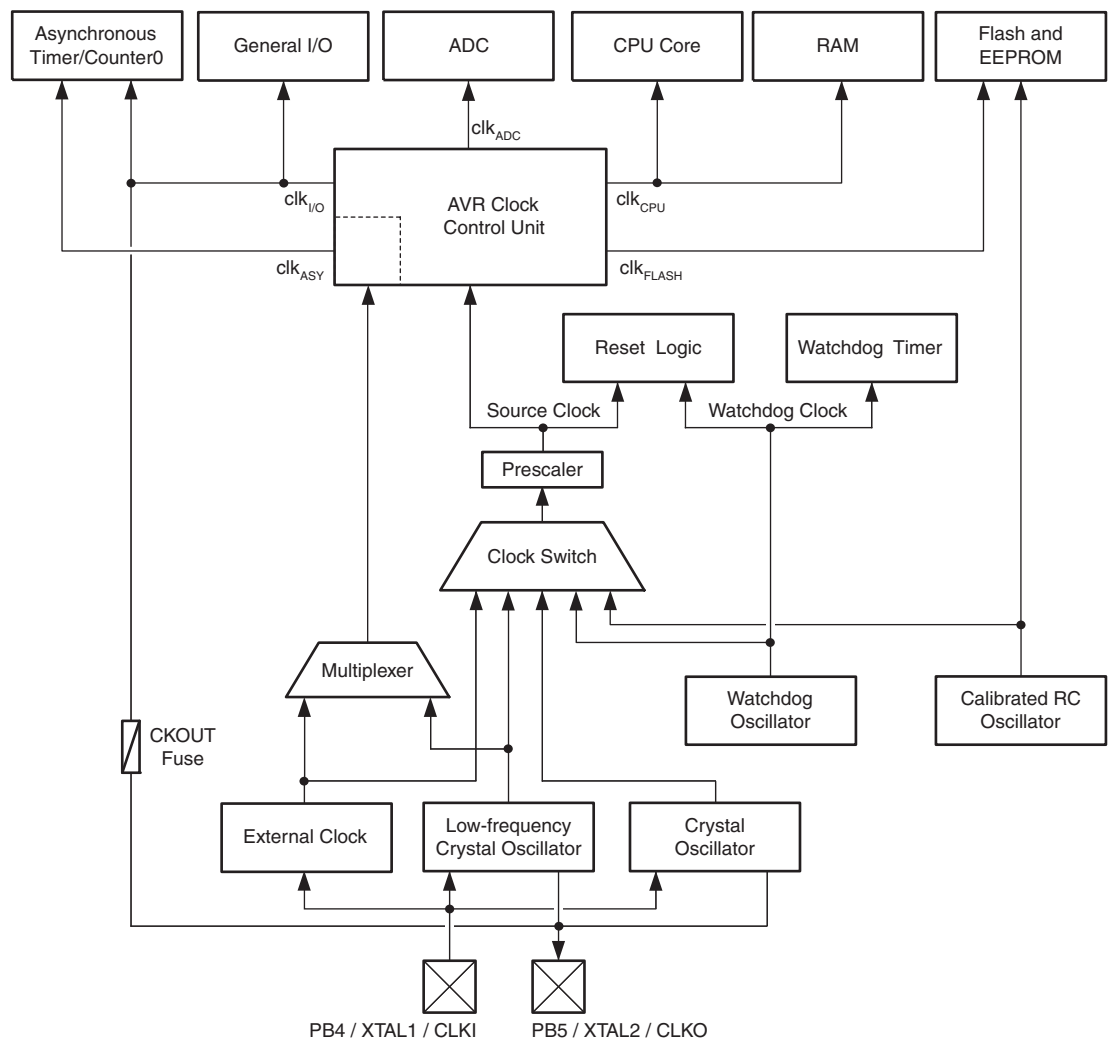 Asynchronous
Timer/Counter0
General I/O
ADC
CPU Core
RAM
Flash and
EEPROM
clkADC
clkI/O
AVR Clock
Control Unit
clkCPU
clkASY
clkFLASH
Reset Logic
Watchdog Timer
Source Clock
Watchdog Clock
Prescaler
Clock Switch
Multiplexer
Watchdog
Oscillator
Calibrated RC
Oscillator
CKOUT
Fuse
External Clock
Low-frequency
Crystal Oscillator
Crystal
Oscillator
PB4 / XTAL1 / CLKI
PB5 / XTAL2 / CLKO